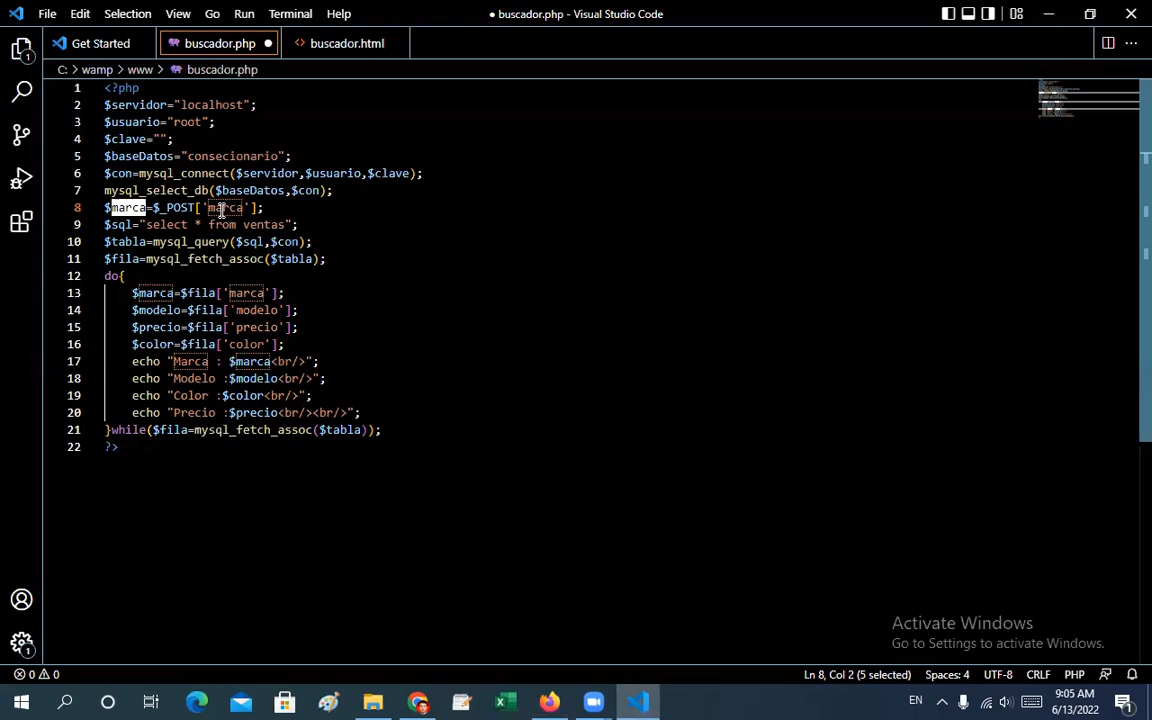 File Edit Selection View Go Run Terminal Help ● buscador.php - Visual Studio Code
Get Started buscador.php ● buscador.html
C: > wamp > www > buscador.php
1 <?php
2 $servidor="localhost";
3 $usuario="root";
4 $clave="";
5 $baseDatos="consecionario";
6 $con=mysql_connect($servidor,$usuario,$clave);
7 mysql_select_db($baseDatos,$con);
8 $marca=$_POST['marca'];
9 $sql="select * from ventas";
10 $tabla=mysql_query($sql,$con);
11 $fila=mysql_fetch_assoc($tabla);
12 do{
13 $marca=$fila['marca'];
14 $modelo=$fila['modelo'];
15 $precio=$fila['precio'];
16 $color=$fila['color'];
17 echo "Marca : $marca<br/>";
18 echo "Modelo :$modelo<br/>";
19 echo "Color :$color<br/>";
20 echo "Precio :$precio<br/><br/>";
21 }while($fila=mysql_fetch_assoc($tabla));
22 ?>
1
1
Activate Windows
Go to Settings to activate Windows.
0 0 Ln 8, Col 2 (5 selected) Spaces: 4 UTF-8 CRLF PHP
EN 9:05 AM
6/13/2022
1